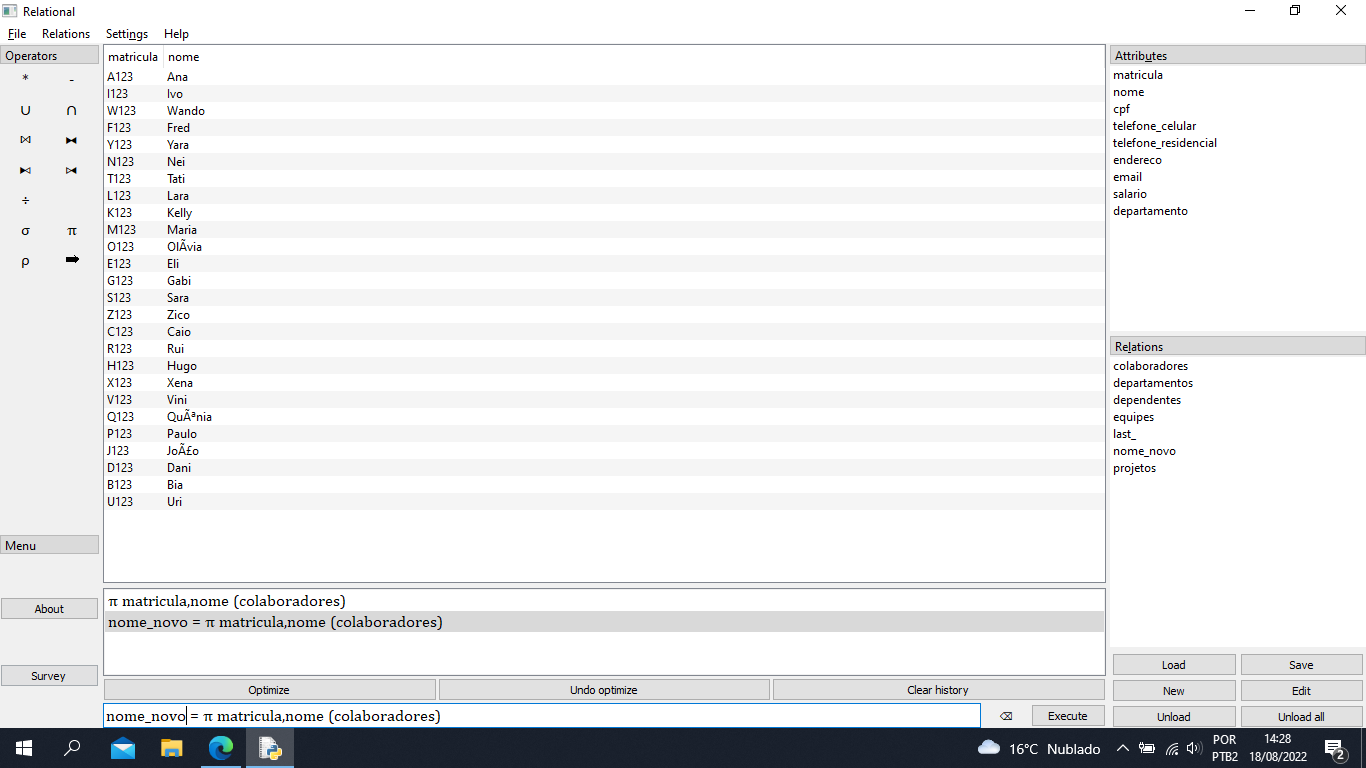 Relational
File Relations Settings Help
Operators
* -
∪ ∩
⋈ ⧓
⧑ ⧒
÷
σ π
ρ ➡
Menu
About
Survey
matricula nome
A123 Ana
I123 Ivo
W123 Wando
F123 Fred
Y123 Yara
N123 Nei
T123 Tati
L123 Lara
K123 Kelly
M123 Maria
O123 OlÃ­via
E123 Eli
G123 Gabi
S123 Sara
Z123 Zico
C123 Caio
R123 Rui
H123 Hugo
X123 Xena
V123 Vini
Q123 QuÃªnia
P123 Paulo
J123 JoÃ£o
D123 Dani
B123 Bia
U123 Uri
π matricula,nome (colaboradores)
nome_novo = π matricula,nome (colaboradores)
Optimize Undo optimize Clear history
nome_novo = π matricula,nome (colaboradores) ⌫ Execute
Attributes
matricula
nome
cpf
telefone_celular
telefone_residencial
endereco
email
salario
departamento
Relations
colaboradores
departamentos
dependentes
equipes
last_
nome_novo
projetos
Load Save
New Edit
Unload Unload all
16°C Nublado
POR
PTB2
14:28
18/08/2022
2